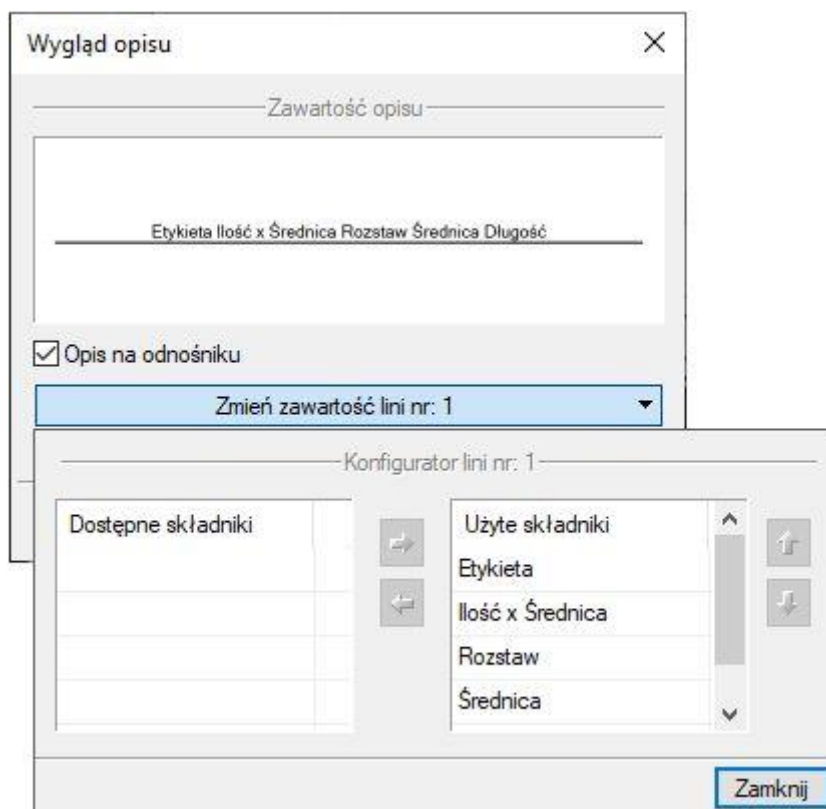 Wygląd opisu
Zawartość opisu
Etykieta Ilość x Średnica Rozstaw Średnica Długość
Opis na odnośniku
Zmień zawartość lini nr: 1
Konfigurator lini nr: 1
Dostępne składniki
Użyte składniki
Etykieta
Ilość x Średnica
Rozstaw
Średnica
Zamknij